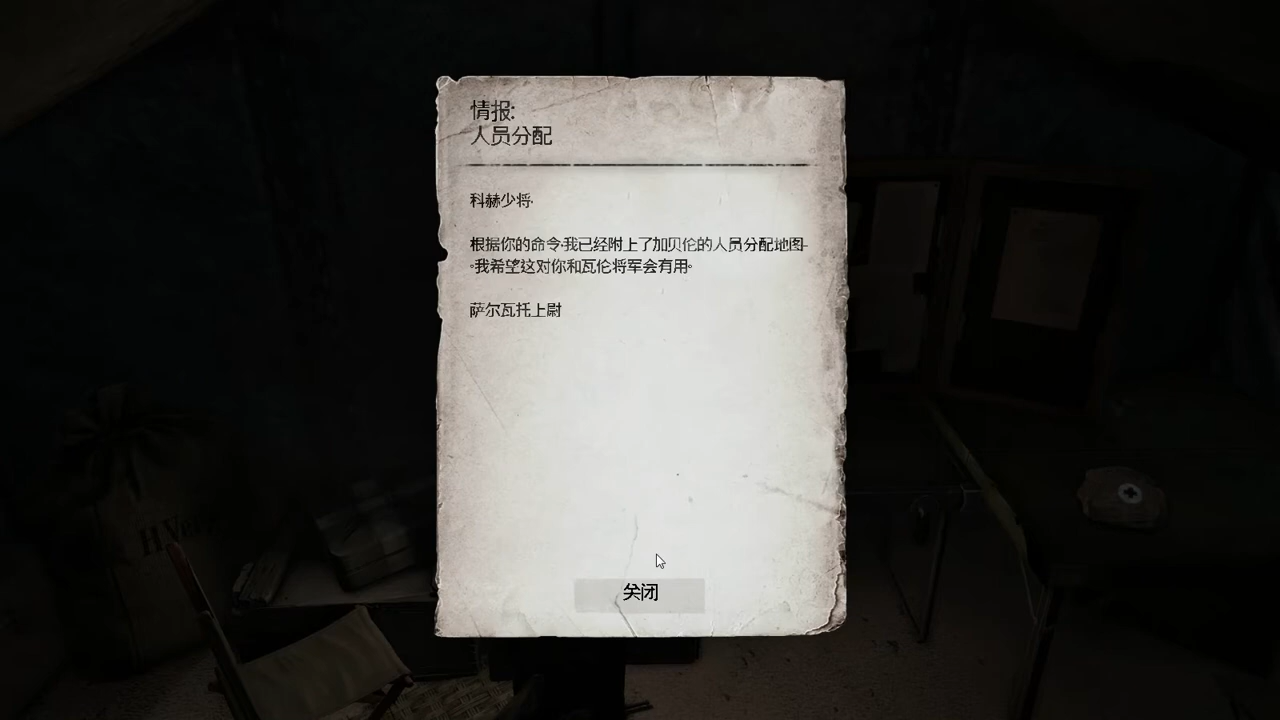 情报:
人员分配
科赫少将,
根据你的命令,我已经附上了加贝伦的人员分配地图
。我希望这对你和瓦伦将军会有用。
萨尔瓦托上尉
关闭